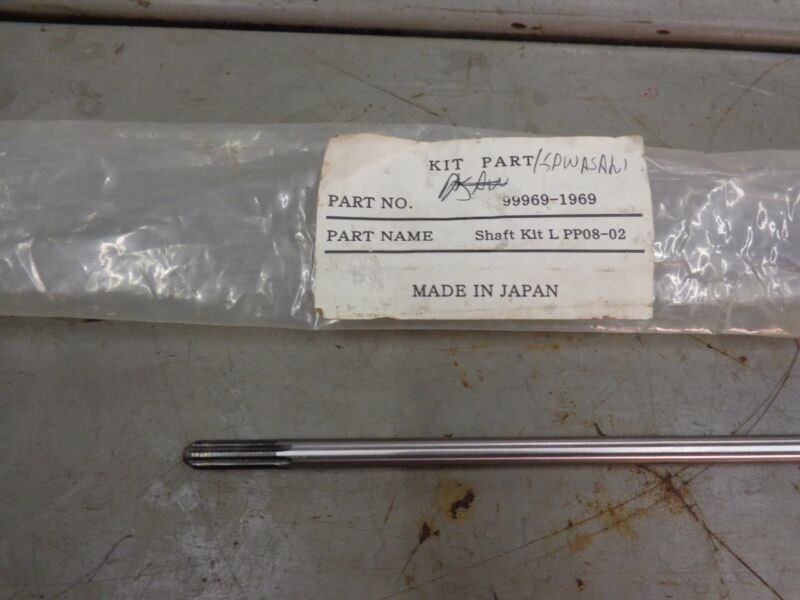 KIT PART
PART NO. 99969-1969
PART NAME Shaft Kit L PP08-02
MADE IN JAPAN